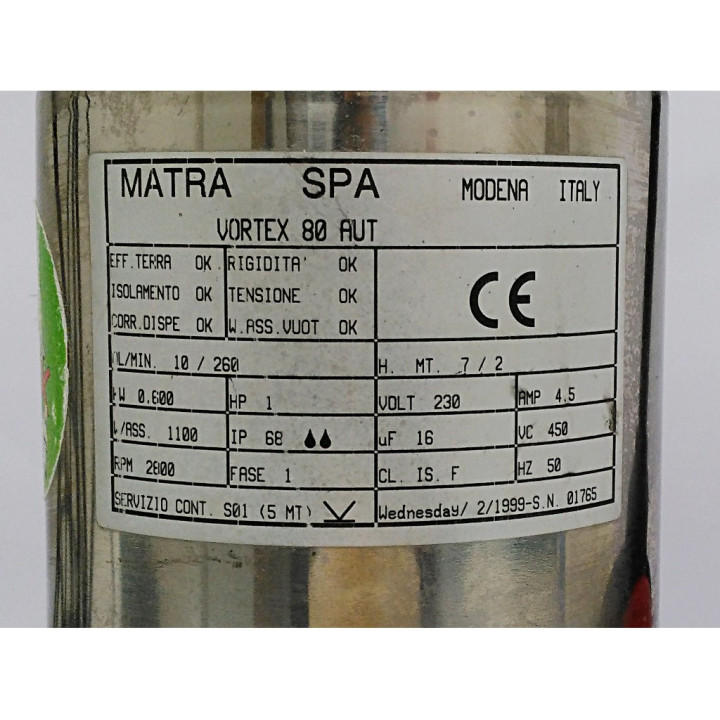 MATRA SPA MODENA ITALY
VORTEX 80 AUT
EFF.TERRA OK RIGIDITA' OK
ISOLAMENTO OK TENSIONE OK
CORR.DISPE OK W.ASS.VUOT OK
CE
QL/MIN. 10 / 260 H. MT. 7 / 2
kW 0.600 HP 1 VOLT 230 AMP 4.5
W/ASS. 1100 IP 68 uF 16 VC 450
RPM 2800 FASE 1 CL. IS. F HZ 50
SERVIZIO CONT. S01 (5 MT) Wednesday/ 2/1999-S.N. 01765